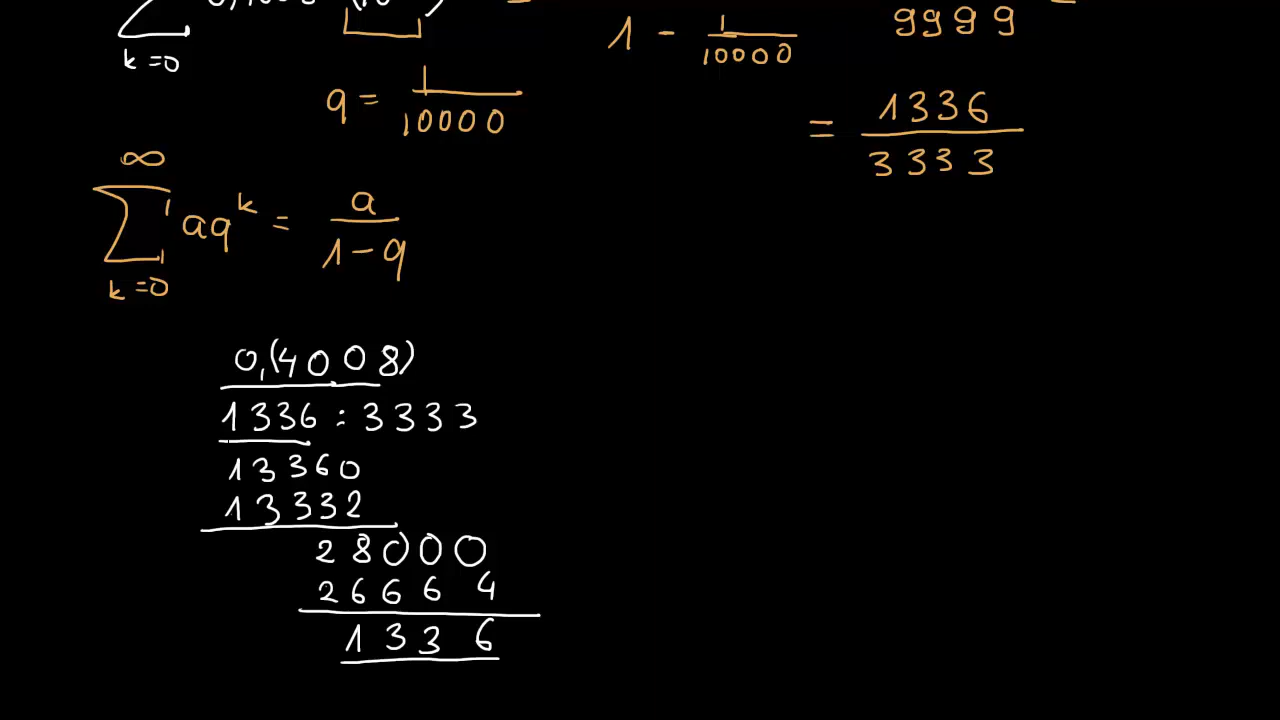 k=0
1 - 1/10000
9999
q = 1/10000
= 1336/3333
∞
∑ aq^k = a/(1-q)
k=0
0,(4008)
1336 : 3333
13360
13332
28000
26664
1336